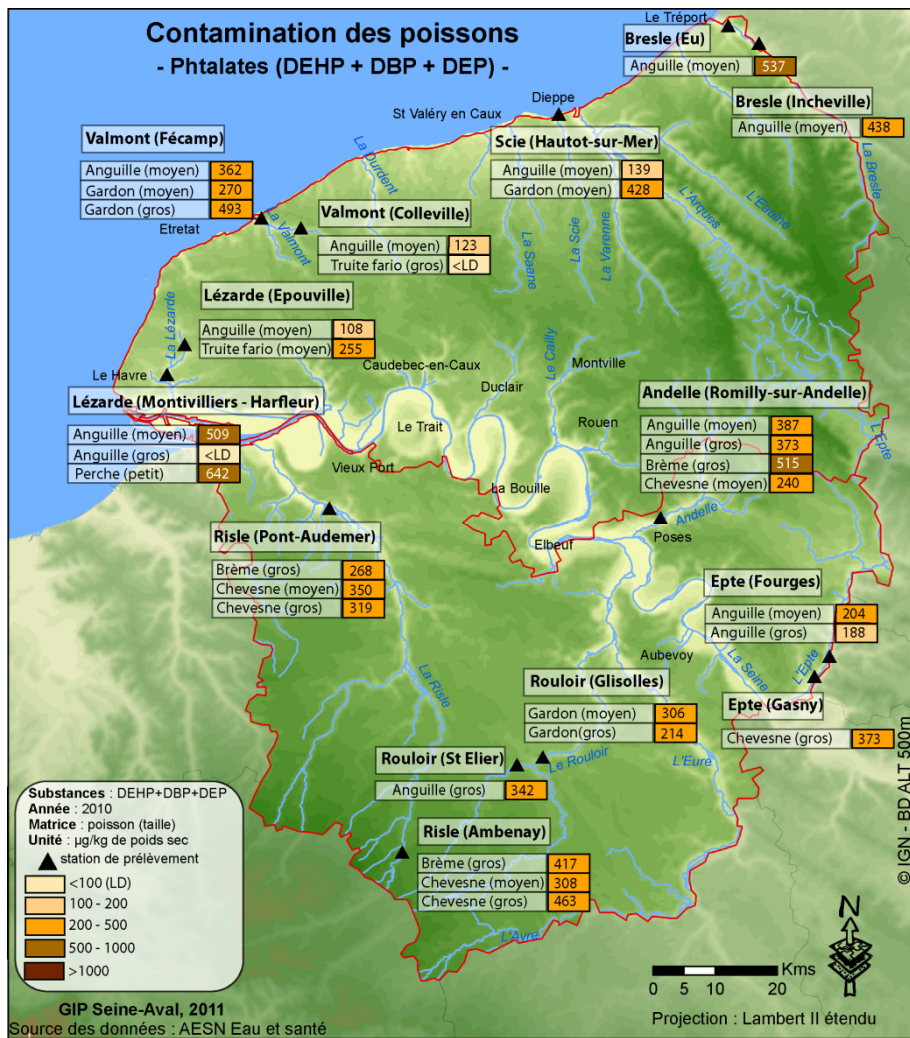 Contamination des poissons
- Phtalates (DEHP + DBP + DEP) -
Le Tréport
Bresle (Eu)
Anguille (moyen) 537
Bresle (Incheville)
Anguille (moyen) 438
La Bresle
Dieppe
St Valéry en Caux
Scie (Hautot-sur-Mer)
Anguille (moyen) 139
Gardon (moyen) 428
Valmont (Fécamp)
Anguille (moyen) 362
Gardon (moyen) 270
Gardon (gros) 493
Etretat
La Valmont
La Durdent
Valmont (Colleville)
Anguille (moyen) 123
Truite fario (gros) <LD
La Saane
La Scie
La Varenne
L'Arques
L'Eaulne
Lézarde (Epouville)
Anguille (moyen) 108
Truite fario (moyen) 255
La Lézarde
Le Havre
Lézarde (Montivilliers - Harfleur)
Anguille (moyen) 509
Anguille (gros) <LD
Perche (petit) 642
Caudebec-en-Caux
Duclair
Le Cailly
Montville
Rouen
Le Trait
Vieux Port
La Bouille
Elbeuf
Andelle (Romilly-sur-Andelle)
Anguille (moyen) 387
Anguille (gros) 373
Brème (gros) 515
Chevesne (moyen) 240
L'Epte
Andelle
Poses
Risle (Pont-Audemer)
Brème (gros) 268
Chevesne (moyen) 350
Chevesne (gros) 319
La Risle
Epte (Fourges)
Anguille (moyen) 204
Anguille (gros) 188
Aubevoy
La Seine
L'Epte
Epte (Gasny)
Chevesne (gros) 373
Rouloir (Glisolles)
Gardon (moyen) 306
Gardon(gros) 214
L'Eure
Rouloir (St Elier)
Anguille (gros) 342
Le Rouloir
Risle (Ambenay)
Brème (gros) 417
Chevesne (moyen) 308
Chevesne (gros) 463
L'Avre
Substances : DEHP+DBP+DEP
Année : 2010
Matrice : poisson (taille)
Unité : µg/kg de poids sec
station de prélèvement
<100 (LD)
100 - 200
200 - 500
500 - 1000
>1000
GIP Seine-Aval, 2011
Source des données : AESN Eau et santé
N
Kms
0 5 10 20
Projection : Lambert II étendu
© IGN - BD ALT 500m